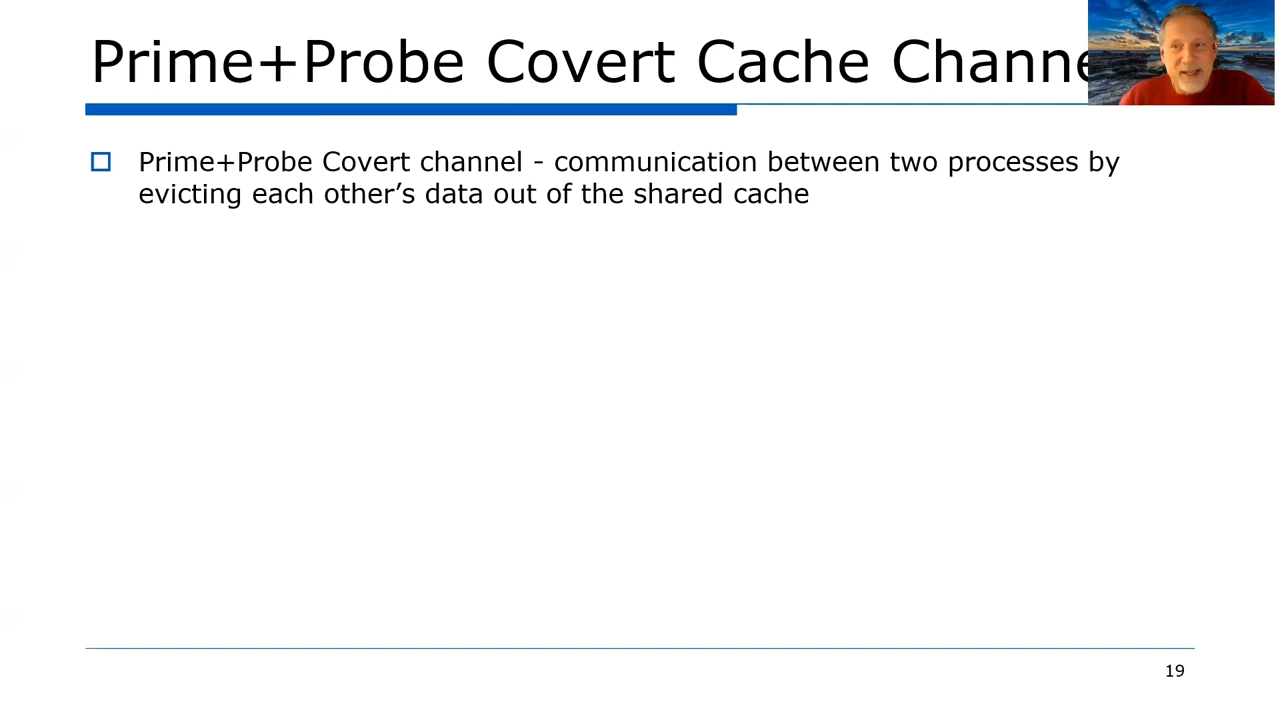 Prime+Probe Covert Cache Channe
Prime+Probe Covert channel - communication between two processes by
evicting each other’s data out of the shared cache
19